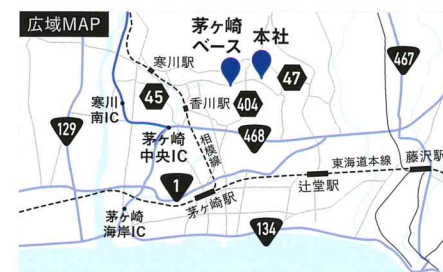 広域MAP
茅ヶ崎
ベース
本社
467
寒川駅
47
45
香川駅
404
寒川
南IC
129
茅ヶ崎
中央IC
相模線
468
東海道本線
藤沢駅
1
辻堂駅
茅ヶ崎駅
茅ヶ崎
海岸IC
134